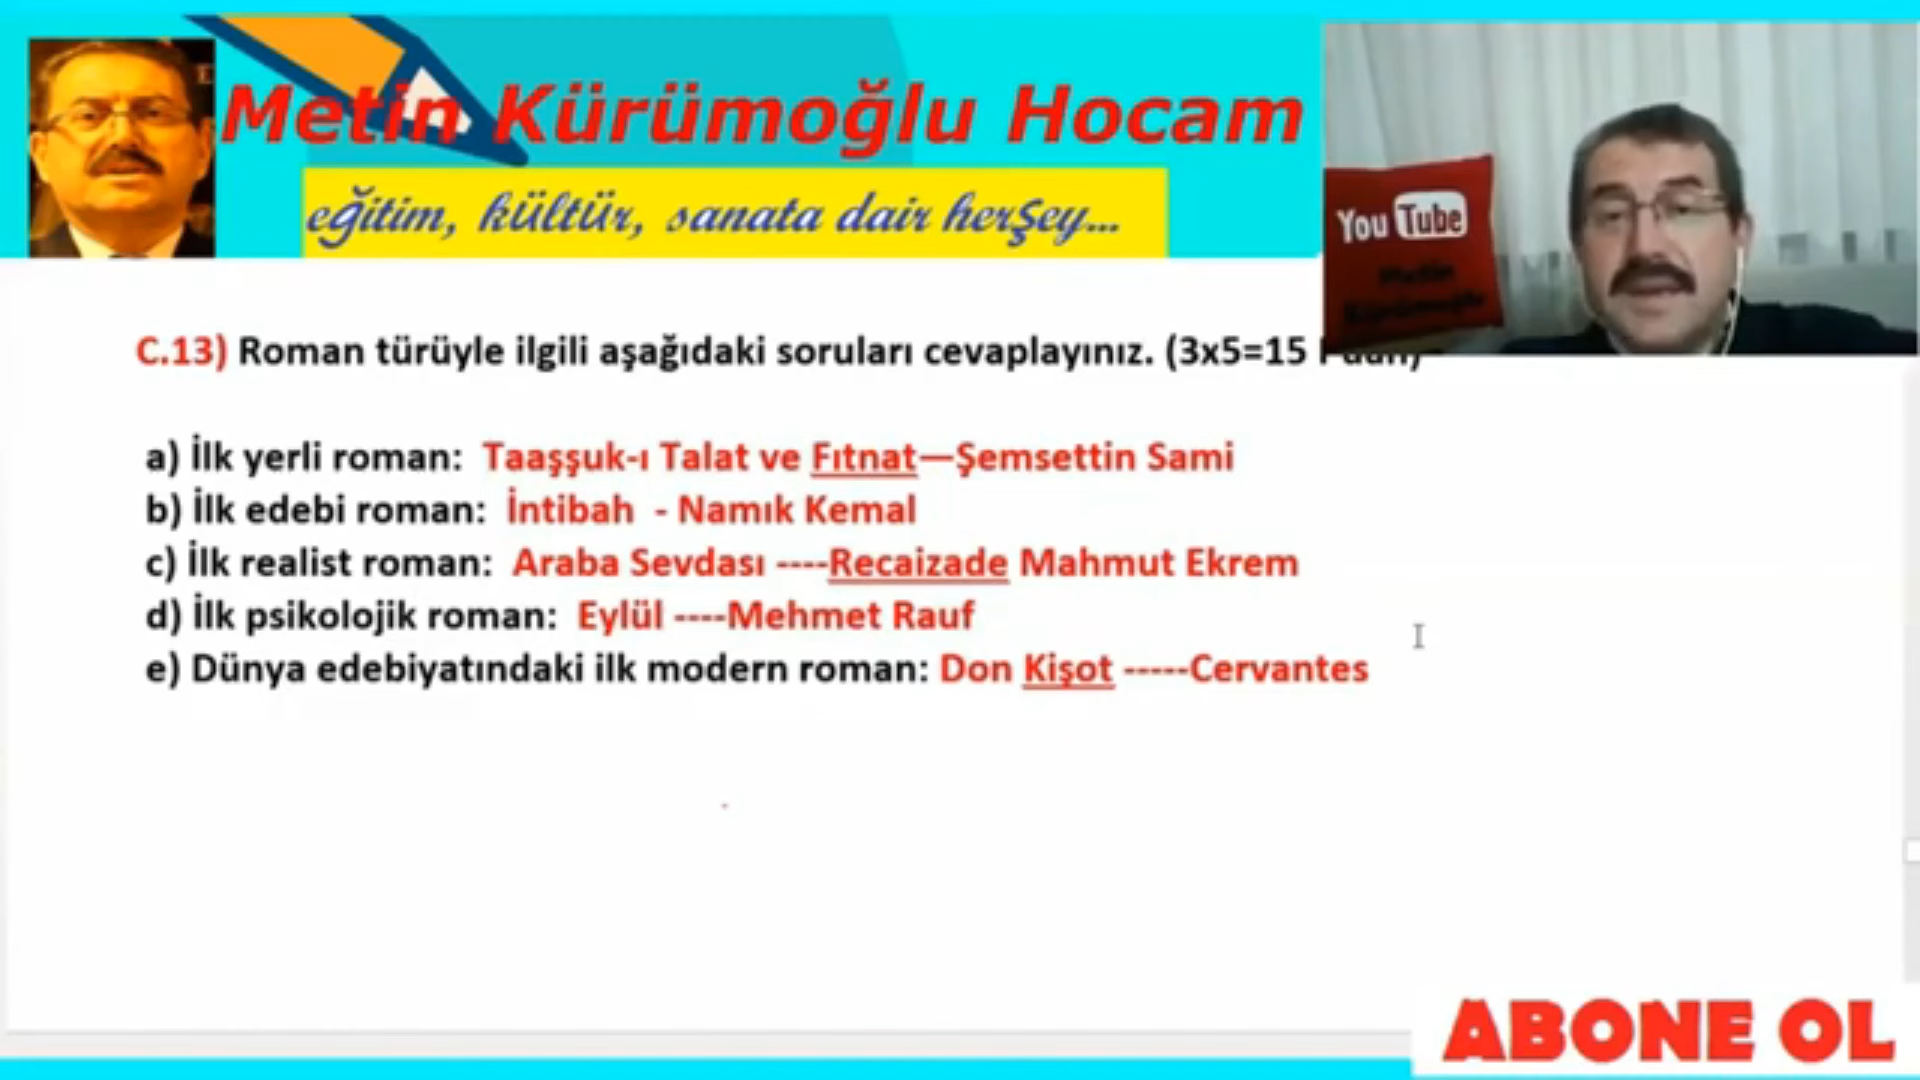 Metin Kürümoğlu Hocam
eğitim, kültür, sanata dair herşey...
You Tube
Metin
Kürümoğlu
C.13) Roman türüyle ilgili aşağıdaki soruları cevaplayınız. (3x5=15
a) İlk yerli roman: Taaşşuk-ı Talat ve Fıtnat—Şemsettin Sami
b) İlk edebi roman: İntibah - Namık Kemal
c) İlk realist roman: Araba Sevdası ----Recaizade Mahmut Ekrem
d) İlk psikolojik roman: Eylül ----Mehmet Rauf
e) Dünya edebiyatındaki ilk modern roman: Don Kişot -----Cervantes
ABONE OL